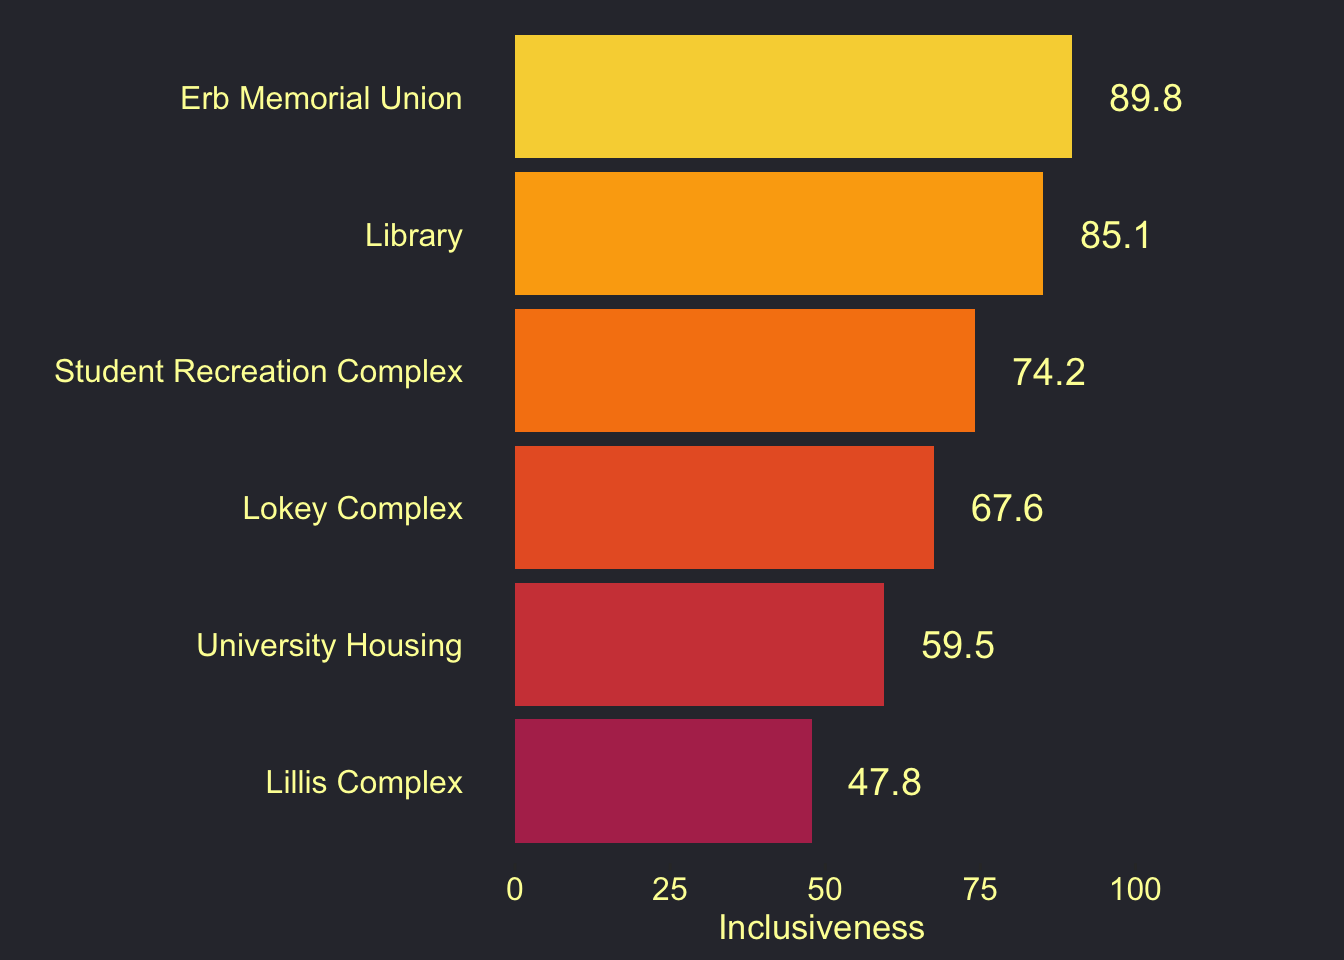 Erb Memorial Union 89.8
Library 85.1
Student Recreation Complex 74.2
Lokey Complex 67.6
University Housing 59.5
Lillis Complex 47.8
0 25 50 75 100
Inclusiveness